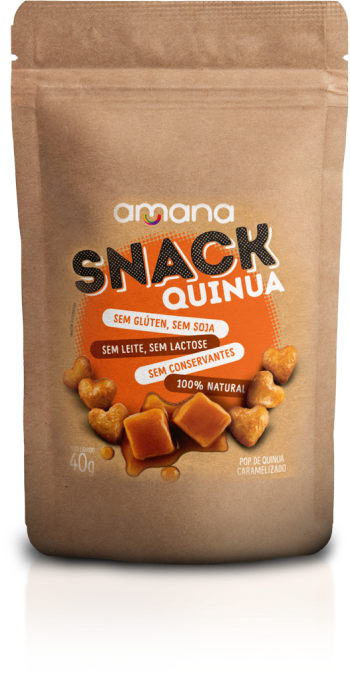 amana
SNACK
QUINUA
SEM GLÚTEN, SEM SOJA
SEM LEITE, SEM LACTOSE
SEM CONSERVANTES
100% NATURAL
40g
POP DE QUINUA
CARAMELIZADO